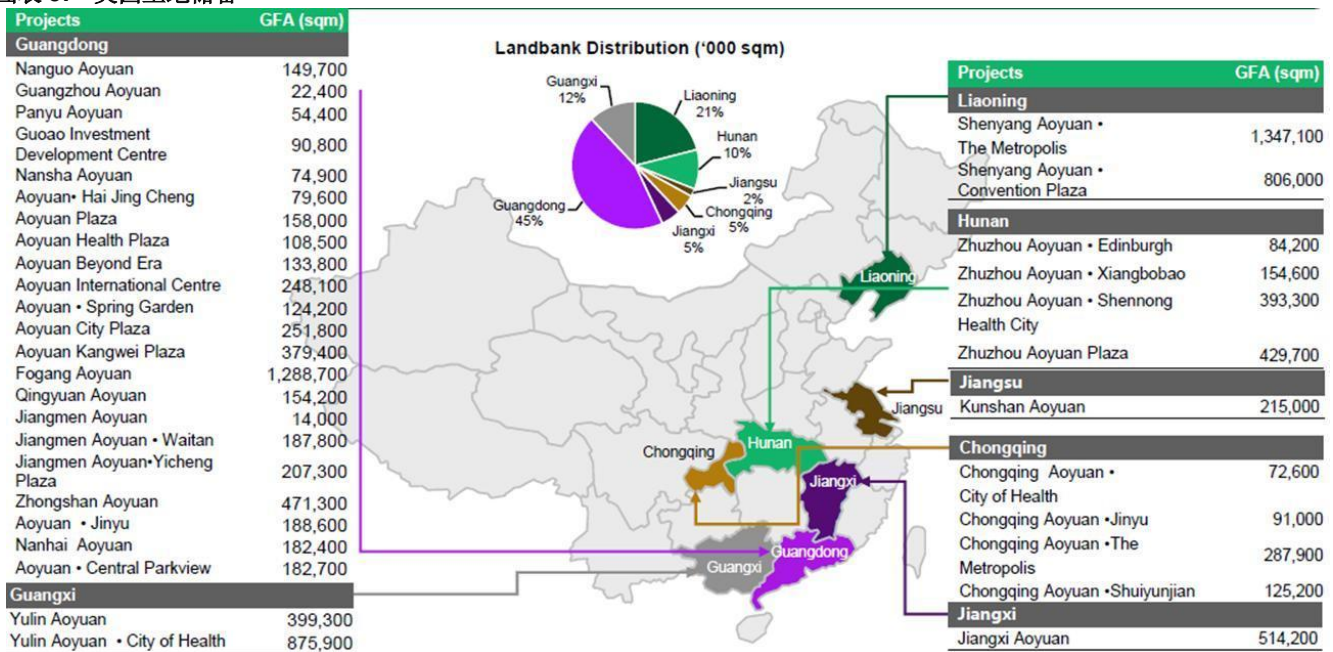 Projects GFA (sqm)
Guangdong
Nanguo Aoyuan 149,700
Guangzhou Aoyuan 22,400
Panyu Aoyuan 54,400
Guoao Investment
Development Centre 90,800
Nansha Aoyuan 74,900
Aoyuan• Hai Jing Cheng 79,600
Aoyuan Plaza 158,000
Aoyuan Health Plaza 108,500
Aoyuan Beyond Era 133,800
Aoyuan International Centre 248,100
Aoyuan • Spring Garden 124,200
Aoyuan City Plaza 251,800
Aoyuan Kangwei Plaza 379,400
Fogang Aoyuan 1,288,700
Qingyuan Aoyuan 154,200
Jiangmen Aoyuan 14,000
Jiangmen Aoyuan • Waitan 187,800
Jiangmen Aoyuan•Yicheng
Plaza 207,300
Zhongshan Aoyuan 471,300
Aoyuan • Jinyu 188,600
Nanhai Aoyuan 182,400
Aoyuan • Central Parkview 182,700
Guangxi
Yulin Aoyuan 399,300
Yulin Aoyuan • City of Health 875,900
Landbank Distribution (‘000 sqm)
Guangxi
12%
Liaoning
21%
Hunan
10%
Jiangsu
2%
Chongqing
5%
Jiangxi
5%
Guangdong
45%
Liaoning
Jiangsu
Chongqing
Hunan
Jiangxi
Guangdong
Guangxi
Projects GFA (sqm)
Liaoning
Shenyang Aoyuan •
The Metropolis 1,347,100
Shenyang Aoyuan •
Convention Plaza 806,000
Hunan
Zhuzhou Aoyuan • Edinburgh 84,200
Zhuzhou Aoyuan • Xiangbobao 154,600
Zhuzhou Aoyuan • Shennong 393,300
Health City
Zhuzhou Aoyuan Plaza 429,700
Jiangsu
Kunshan Aoyuan 215,000
Chongqing
Chongqing Aoyuan • 72,600
City of Health
Chongqing Aoyuan •Jinyu 91,000
Chongqing Aoyuan •The
Metropolis 287,900
Chongqing Aoyuan •Shuiyunjian 125,200
Jiangxi
Jiangxi Aoyuan 514,200